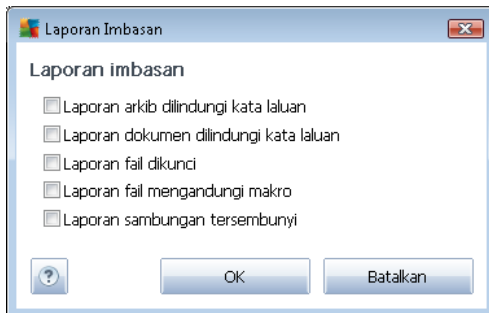 Laporan Imbasan
Laporan imbasan
Laporan arkib dilindungi kata laluan
Laporan dokumen dilindungi kata laluan
Laporan fail dikunci
Laporan fail mengandungi makro
Laporan sambungan tersembunyi
? OK Batalkan